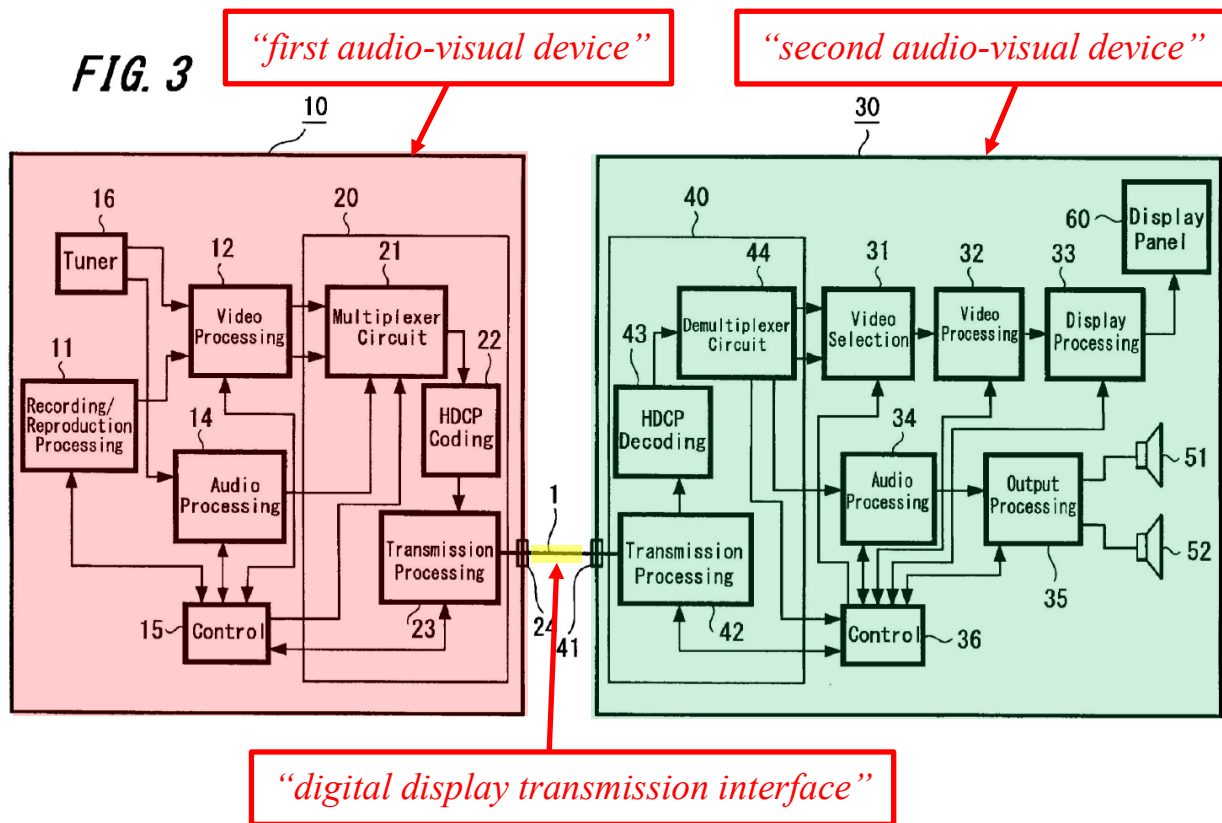 “first audio-visual device”
“second audio-visual device”
FIG. 3
10
30
16
Tuner
12
Video
Processing
20
21
Multiplexer
Circuit
22
HDCP
Coding
11
Recording/
Reproduction
Processing
14
Audio
Processing
15
Control
Transmission
Processing
23
24
1
41
40
44
Demultiplexer
Circuit
43
HDCP
Decoding
Transmission
Processing
42
31
Video
Selection
32
Video
Processing
33
Display
Processing
60
Display
Panel
34
Audio
Processing
Output
Processing
35
51
52
Control
36
“digital display transmission interface”